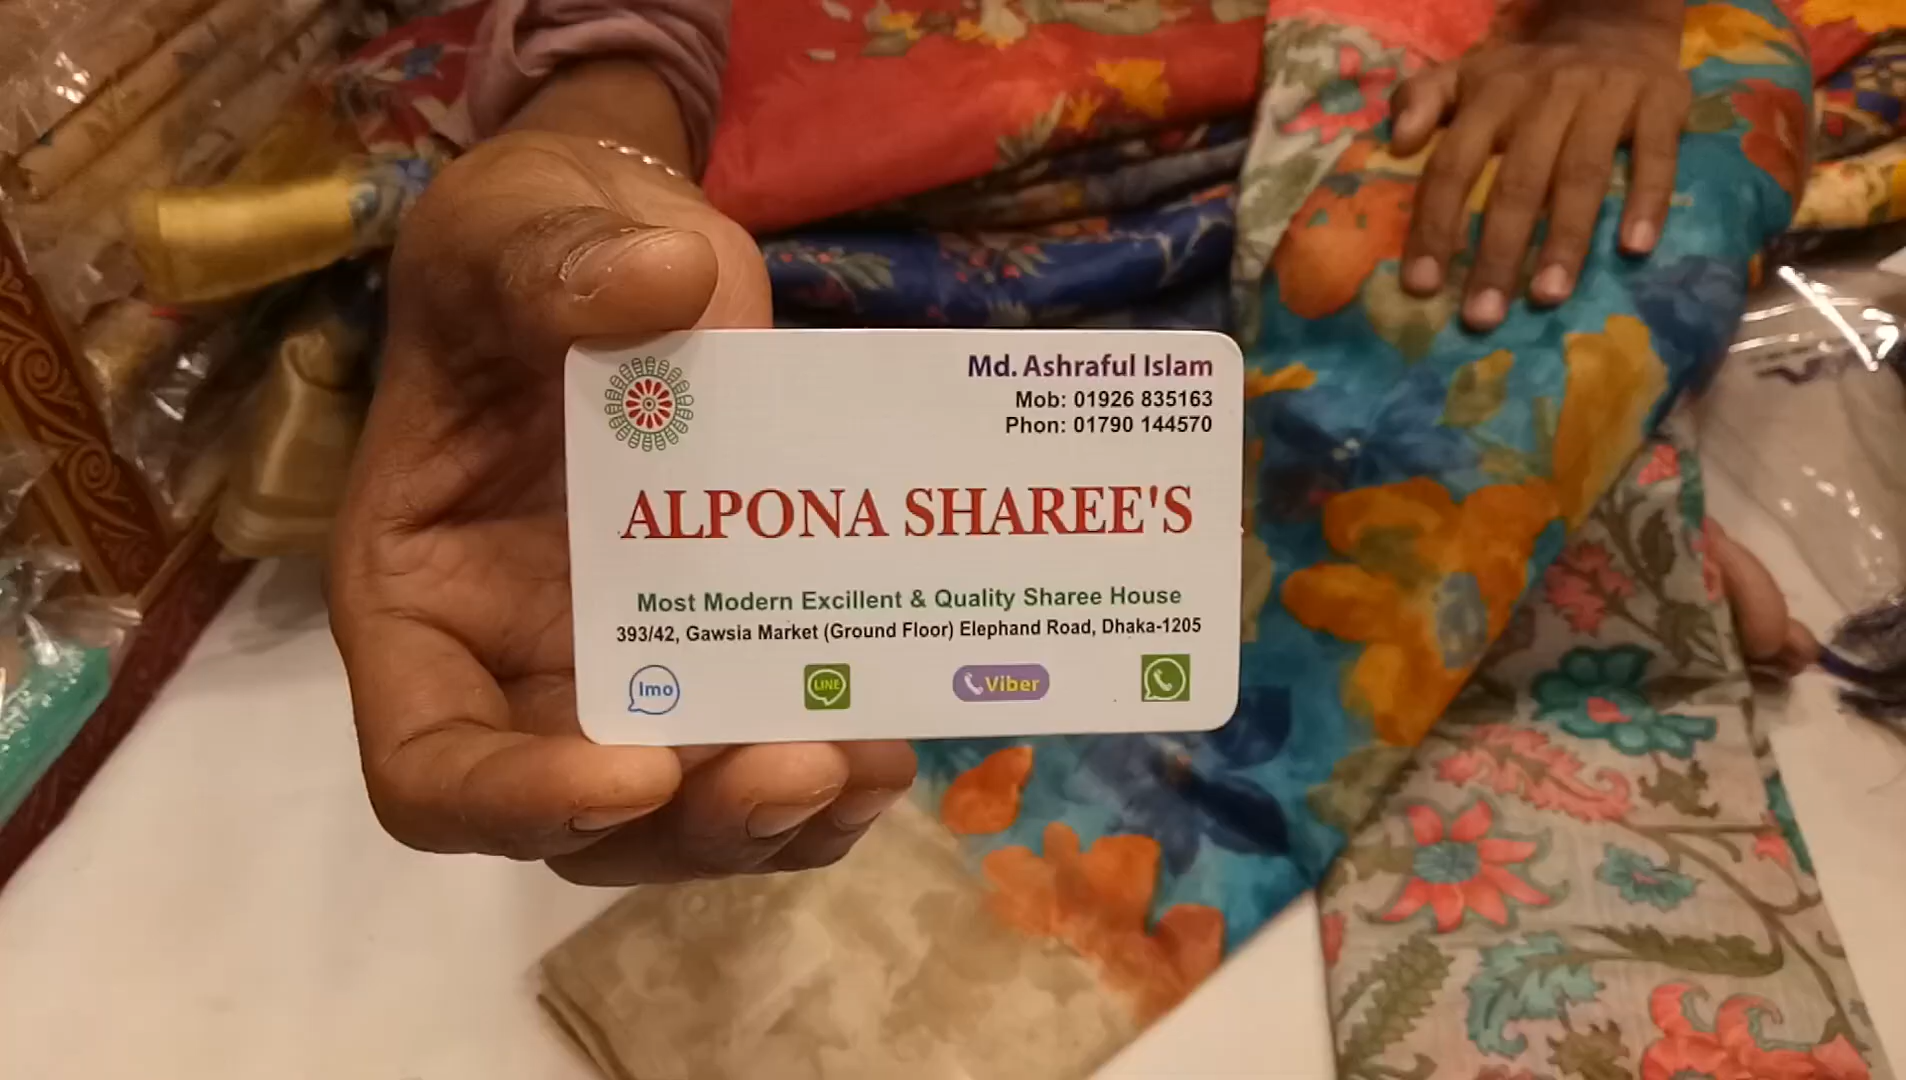 Md. Ashraful Islam
Mob: 01926 835163
Phon: 01790 144570
ALPONA SHAREE'S
Most Modern Excillent & Quality Sharee House
393/42, Gawsia Market (Ground Floor) Elephand Road, Dhaka-1205
Imo
LINE
Viber